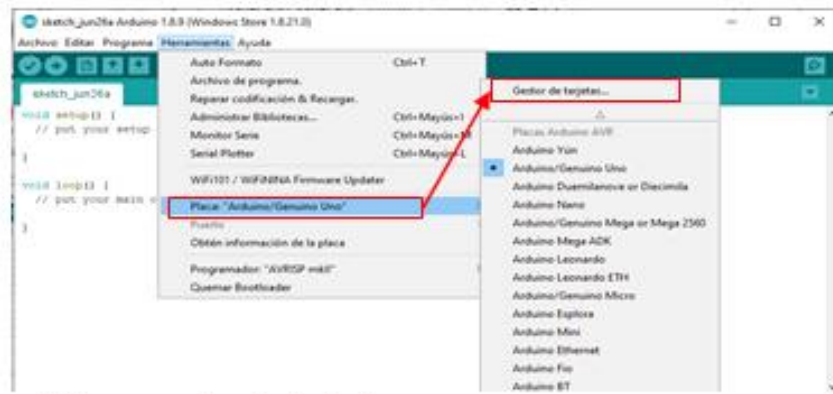 sketch_jun26a Arduino 1.8.9 (Windows Store 1.8.21.0)
Archivo Editar Programa Herramientas Ayuda
sketch_jun26a
void setup() {
// put your setup
}
void loop() {
// put your main
}
Auto Formato Ctrl+T
Archivo de programa.
Reparar codificación & Recargar.
Administrar Bibliotecas... Ctrl+Mayús+I
Monitor Serie Ctrl+Mayús+M
Serial Plotter Ctrl+Mayús+L
WiFi101 / WiFiNINA Firmware Updater
Placa: "Arduino/Genuino Uno"
Puerto
Obtén información de la placa
Programador: "AVRISP mkII"
Quemar Bootloader
Gestor de tarjetas...
Placas Arduino AVR
Arduino Yún
Arduino/Genuino Uno
Arduino Duemilanove or Diecimila
Arduino Nano
Arduino/Genuino Mega or Mega 2560
Arduino Mega ADK
Arduino Leonardo
Arduino Leonardo ETH
Arduino/Genuino Micro
Arduino Esplora
Arduino Mini
Arduino Ethernet
Arduino Fio
Arduino BT